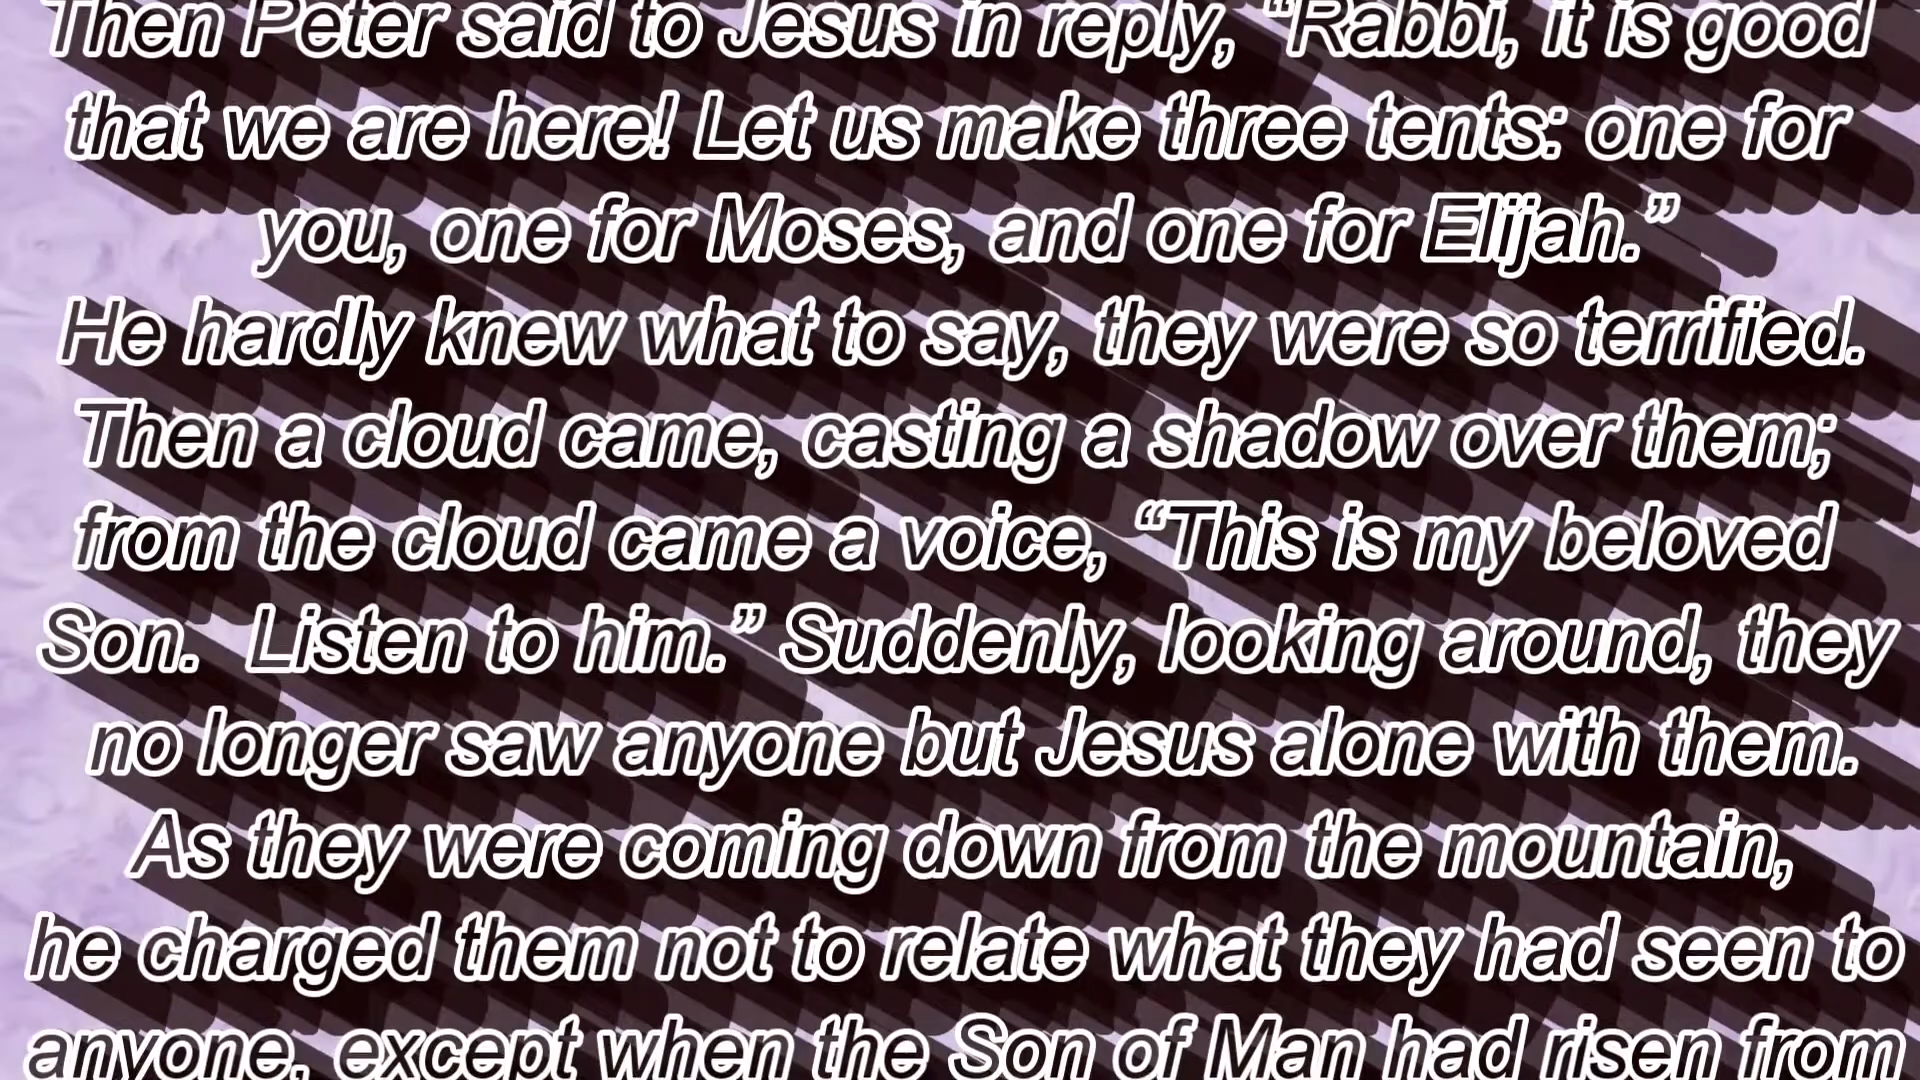 Then Peter said to Jesus in reply, “Rabbi, it is good
that we are here! Let us make three tents: one for
you, one for Moses, and one for Elijah.”
He hardly knew what to say, they were so terrified.
Then a cloud came, casting a shadow over them;
from the cloud came a voice, “This is my beloved
Son.  Listen to him.” Suddenly, looking around, they
no longer saw anyone but Jesus alone with them.
As they were coming down from the mountain,
he charged them not to relate what they had seen to
anyone, except when the Son of Man had risen from